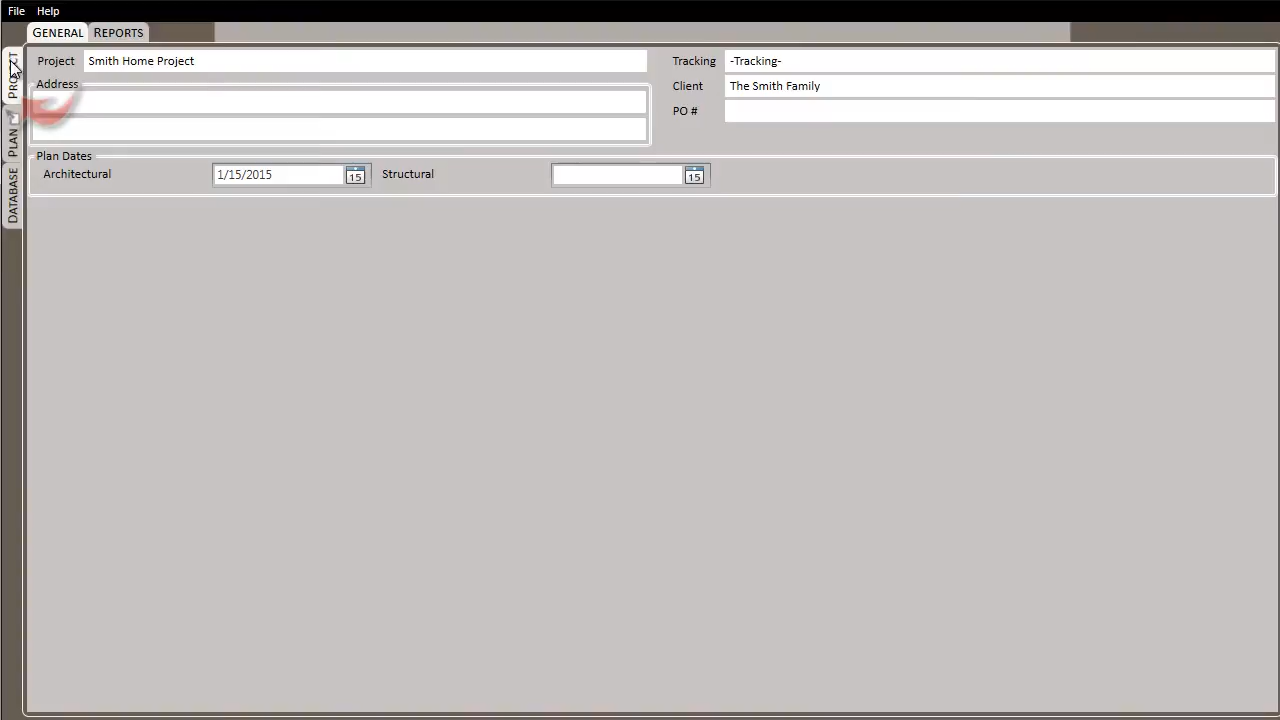 File Help
GENERAL REPORTS
PROJECT
PLAN
DATABASE
Project Smith Home Project
Address
Tracking -Tracking-
Client The Smith Family
PO #
Plan Dates
Architectural 1/15/2015 15 Structural 15